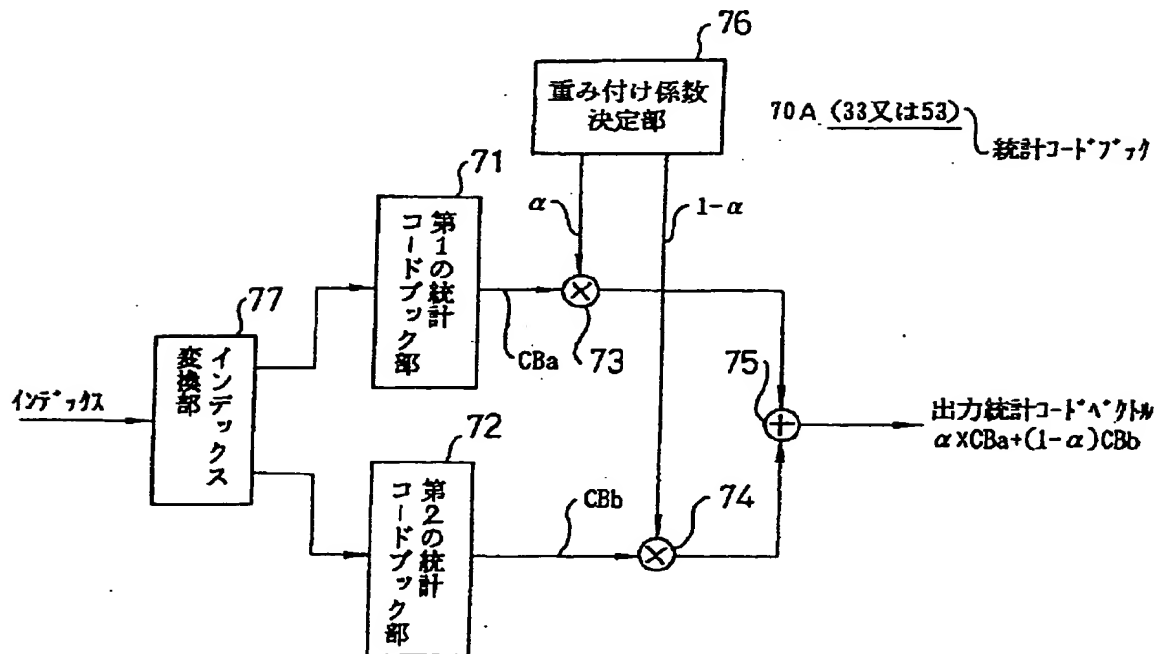 76
重み付け係数
決定部
70A (33又は53)
統計コードブック
71
第1の統計
コードブック部
α
1-α
77
インデックス
変換部
CBa
73
75
インデックス
出力統計コードベクトル
α×CBa+(1-α)CBb
72
第2の統計
コードブック部
CBb
74